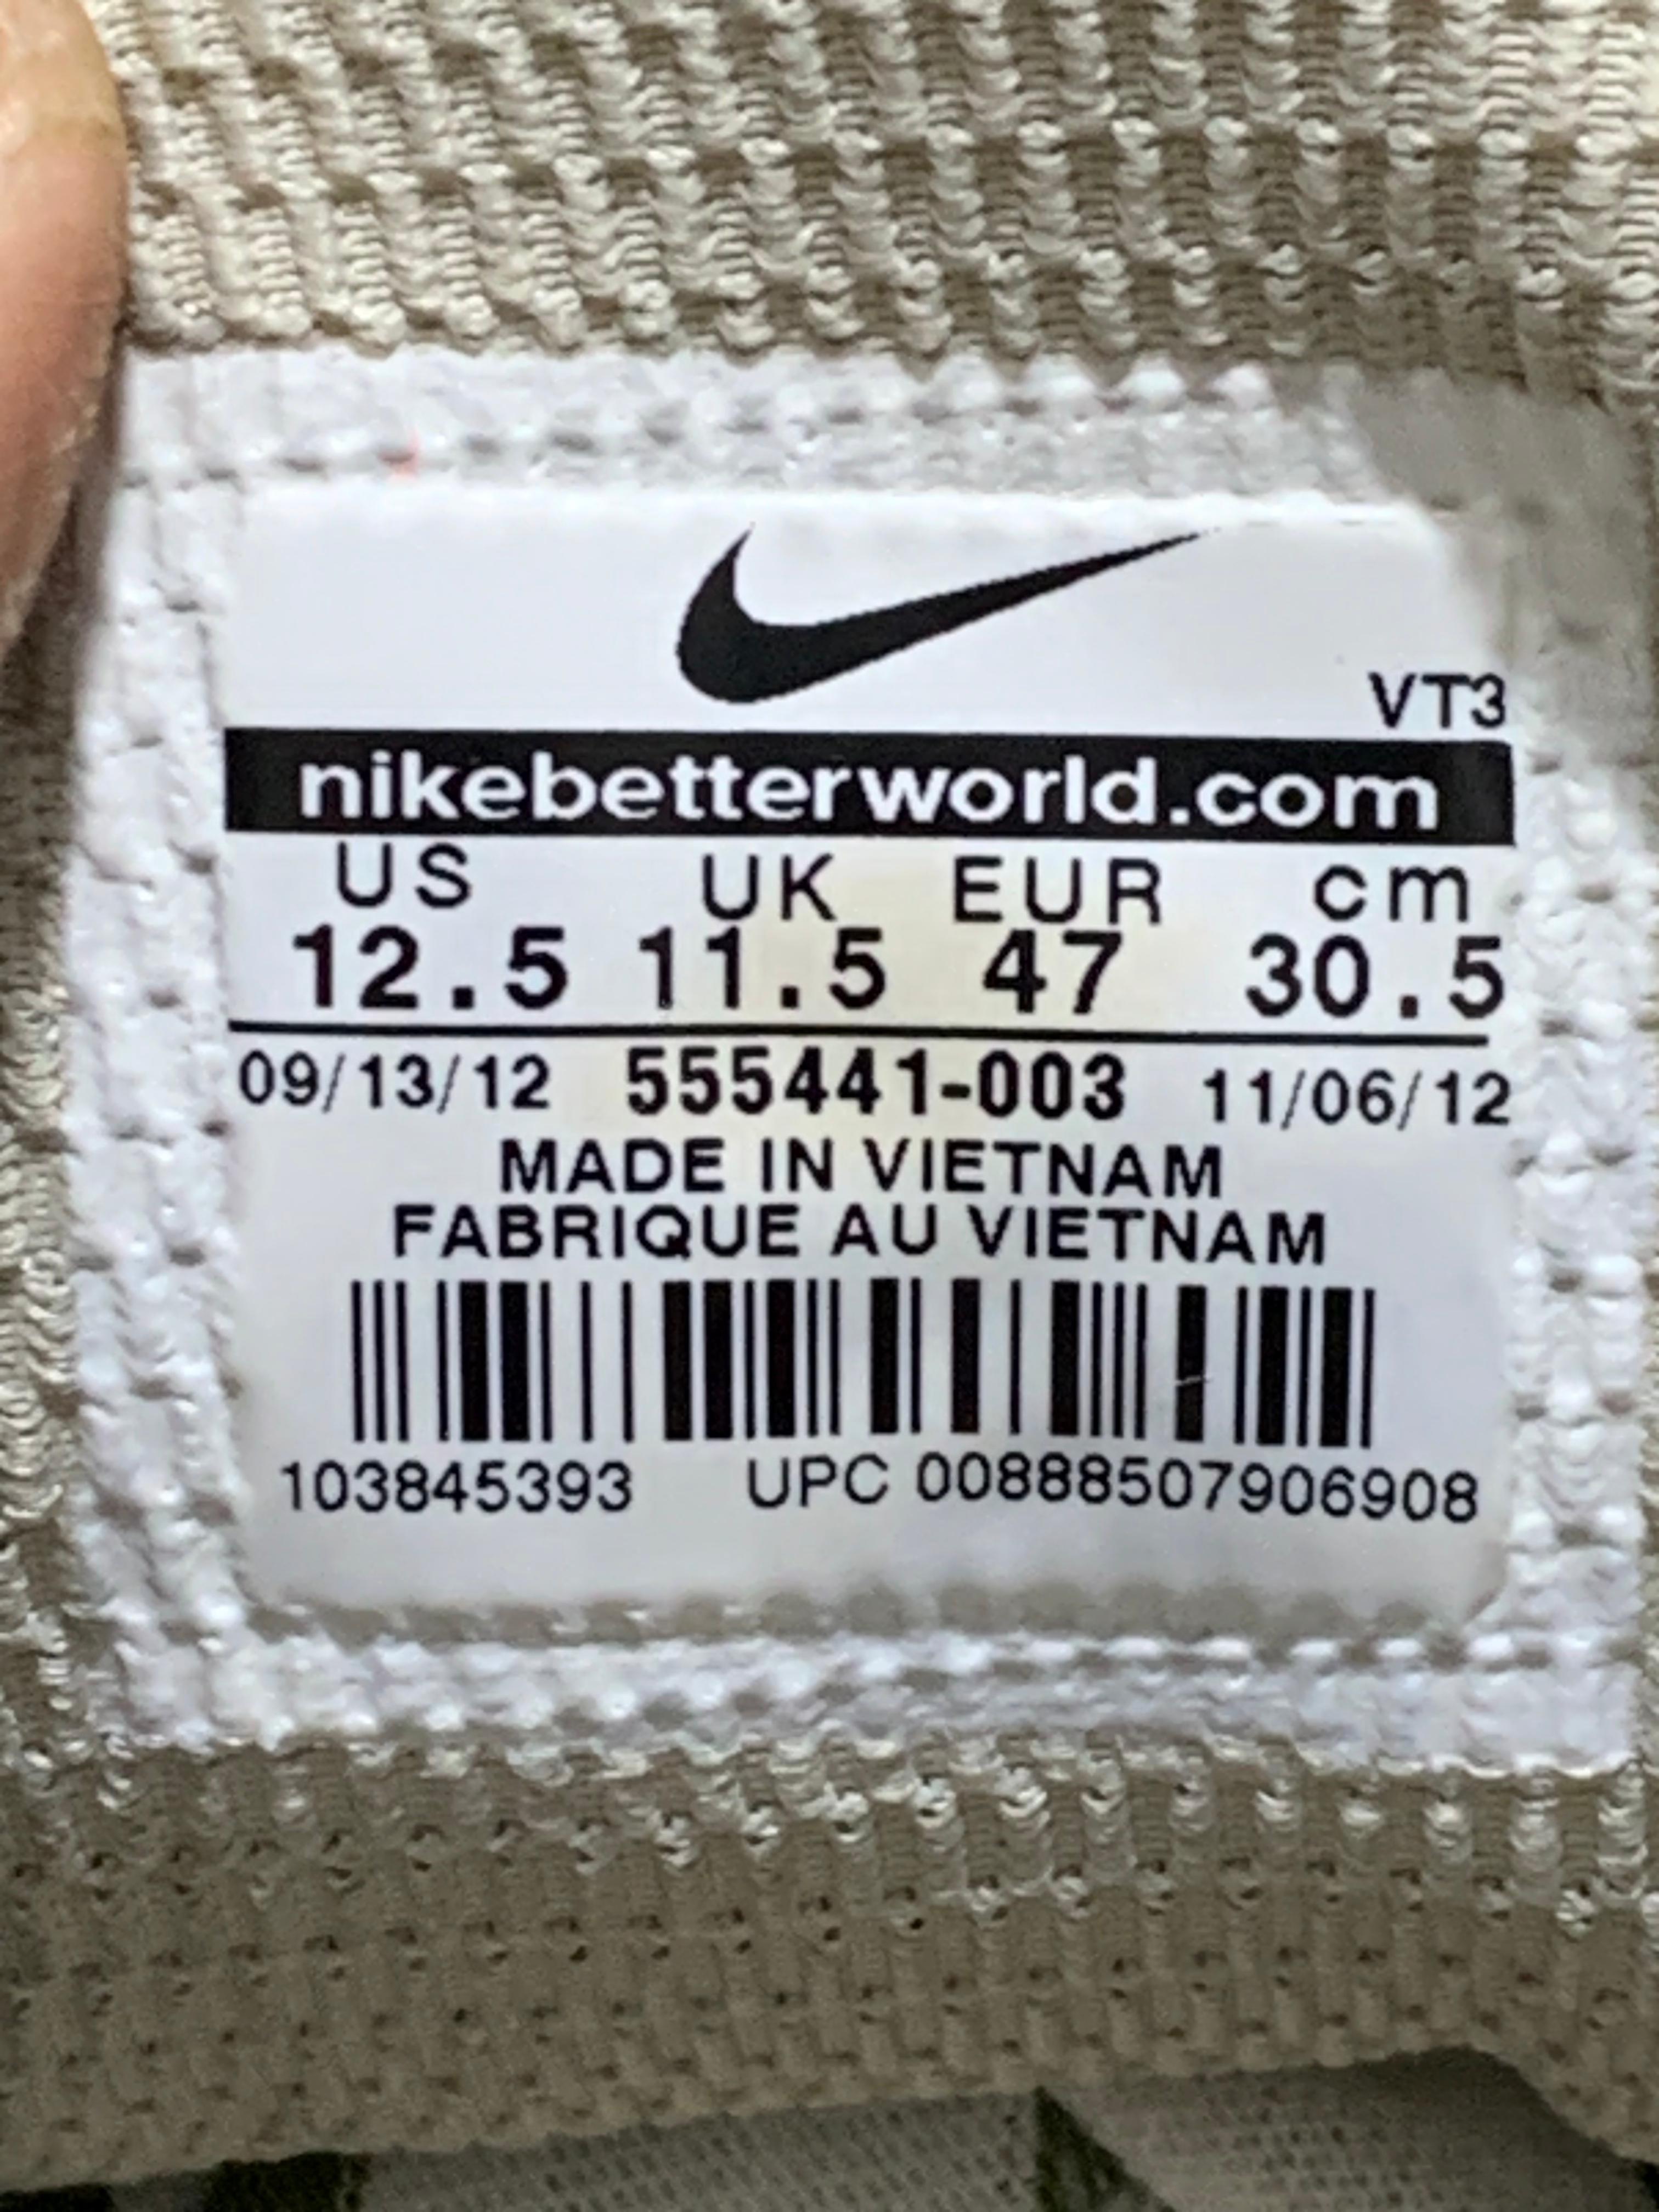 VT3
nikebetterworld.com
US UK EUR cm
12.5 11.5 47 30.5
09/13/12 555441-003 11/06/12
MADE IN VIETNAM
FABRIQUE AU VIETNAM
103845393 UPC 00888507906908